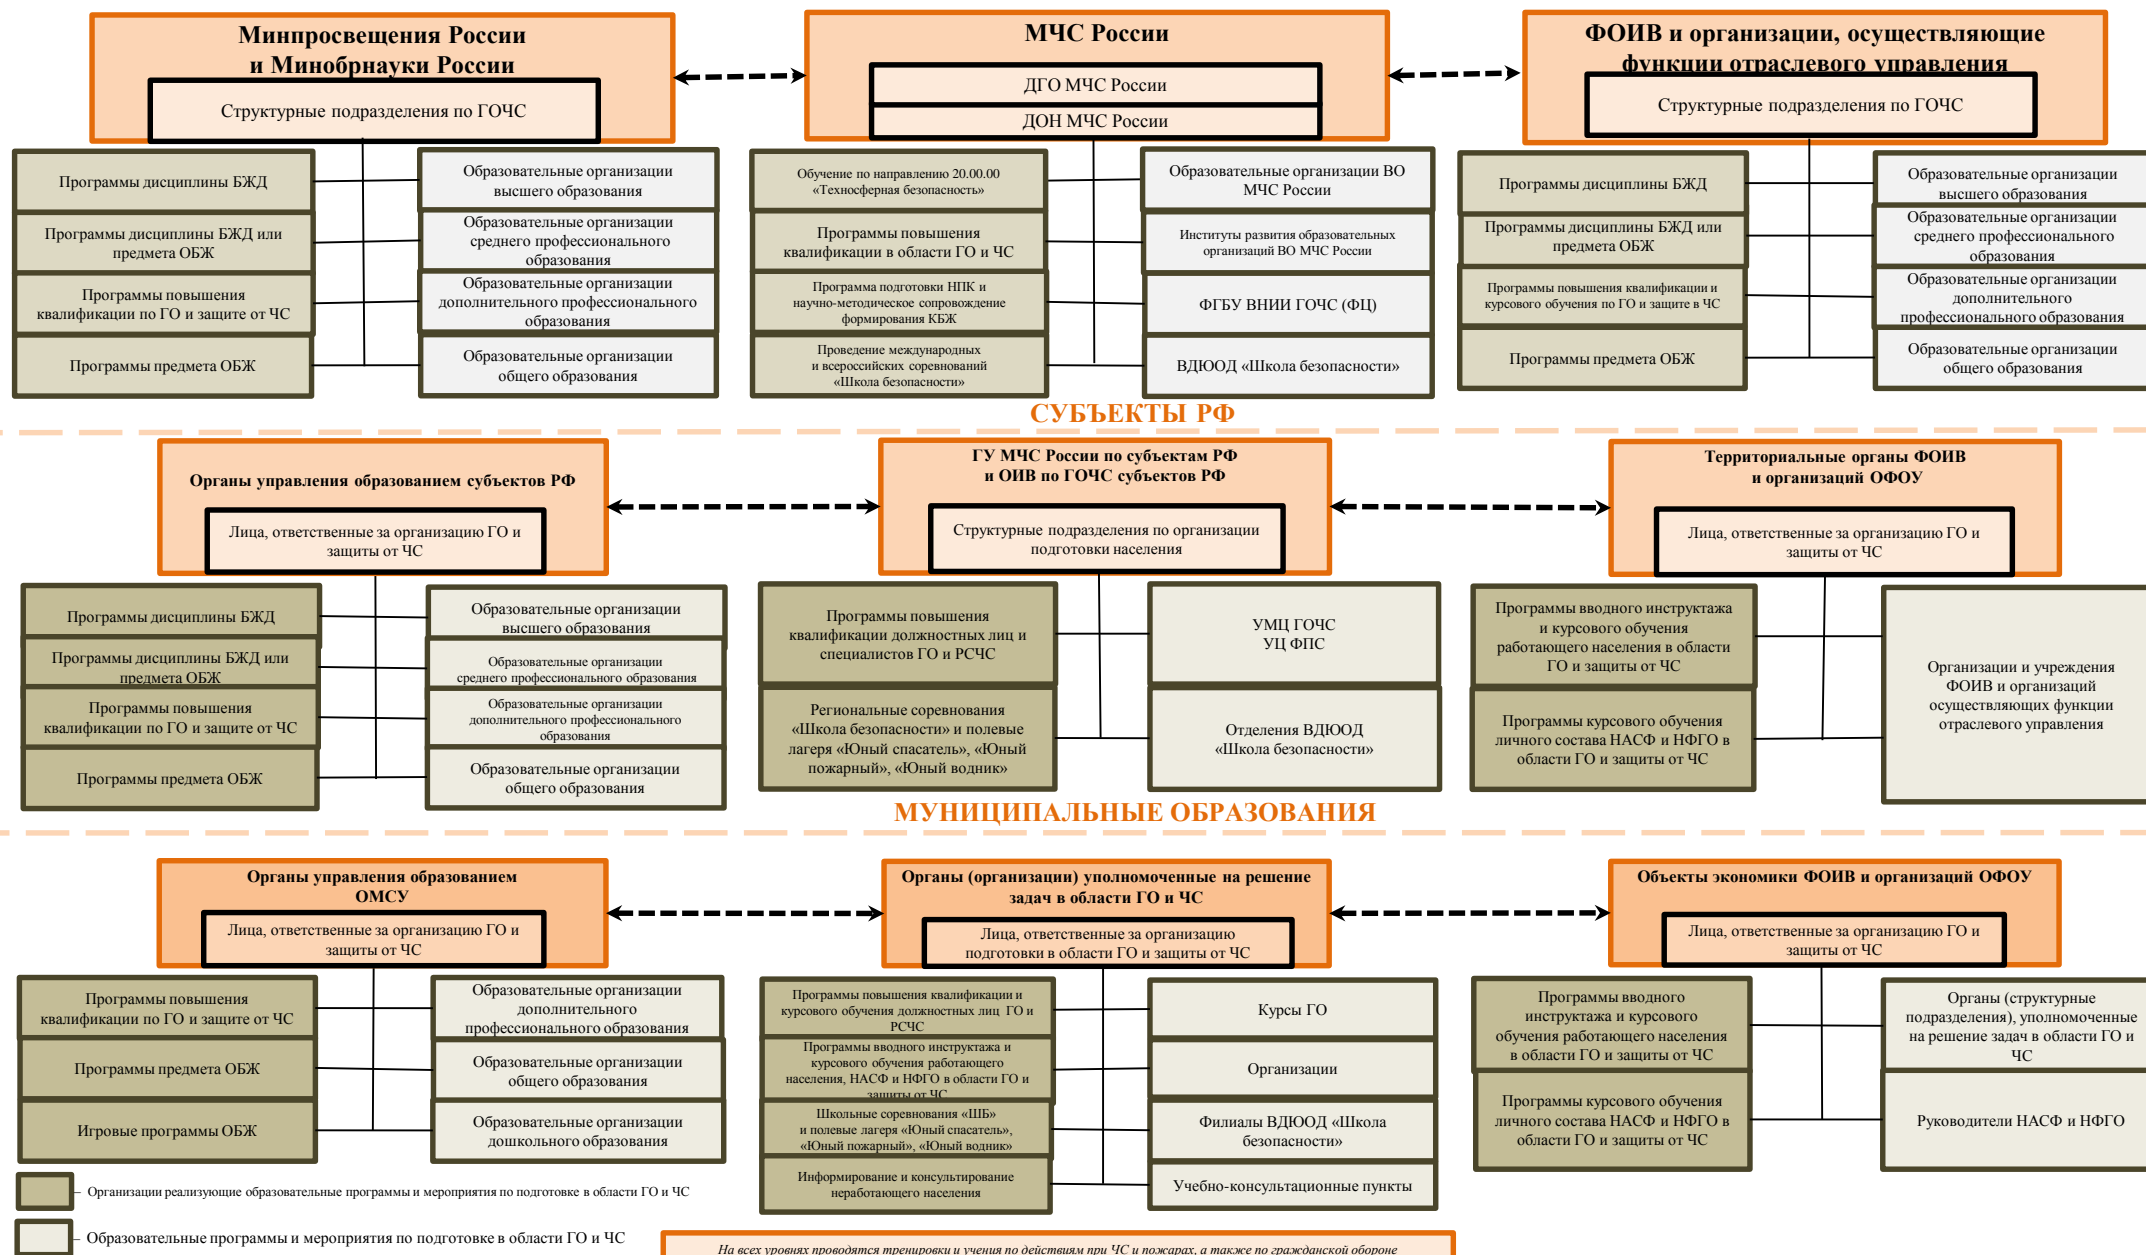 Минпросвещения России
и Минобрнауки России
Структурные подразделения по ГОЧС
МЧС России
ДГО МЧС России
ДОН МЧС России
ФОИВ и организации, осуществляющие
функции отраслевого управления
Структурные подразделения по ГОЧС
Программы дисциплины БЖД
Образовательные организации
высшего образования
Программы дисциплины БЖД или
предмета ОБЖ
Образовательные организации
среднего профессионального
образования
Программы повышения
квалификации по ГО и защите от ЧС
Образовательные организации
дополнительного профессионального
образования
Программы предмета ОБЖ
Образовательные организации
общего образования
Обучение по направлению 20.00.00
«Техносферная безопасность»
Образовательные организации ВО
МЧС России
Программы повышения
квалификации в области ГО и ЧС
Институты развития образовательных
организаций ВО МЧС России
Программа подготовки НПК и
научно-методическое сопровождение
формирования КБЖ
ФГБУ ВНИИ ГОЧС (ФЦ)
Проведение международных
и всероссийских соревнований
«Школа безопасности»
ВДЮОД «Школа безопасности»
Программы дисциплины БЖД
Образовательные организации
высшего образования
Программы дисциплины БЖД или
предмета ОБЖ
Образовательные организации
среднего профессионального
образования
Программы повышения квалификации и
курсового обучения по ГО и защите в ЧС
Образовательные организации
дополнительного
профессионального образования
Программы предмета ОБЖ
Образовательные организации
общего образования
СУБЪЕКТЫ РФ
Органы управления образованием субъектов РФ
Лица, ответственные за организацию ГО и
защиты от ЧС
ГУ МЧС России по субъектам РФ
и ОИВ по ГОЧС субъектов РФ
Структурные подразделения по организации
подготовки населения
Территориальные органы ФОИВ
и организаций ОФОУ
Лица, ответственные за организацию ГО и
защиты от ЧС
Программы дисциплины БЖД
Образовательные организации
высшего образования
Программы дисциплины БЖД или
предмета ОБЖ
Образовательные организации
среднего профессионального образования
Программы повышения
квалификации по ГО и защите от ЧС
Образовательные организации
дополнительного профессионального
образования
Программы предмета ОБЖ
Образовательные организации
общего образования
Программы повышения
квалификации должностных лиц и
специалистов ГО и РСЧС
УМЦ ГОЧС
УЦ ФПС
Региональные соревнования
«Школа безопасности» и полевые
лагеря «Юный спасатель», «Юный
пожарный», «Юный водник»
Отделения ВДЮОД
«Школа безопасности»
Программы вводного инструктажа
и курсового обучения
работающего населения в области
ГО и защиты от ЧС
Программы курсового обучения
личного состава НАСФ и НФГО в
области ГО и защиты от ЧС
Организации и учреждения
ФОИВ и организаций
осуществляющих функции
отраслевого управления
МУНИЦИПАЛЬНЫЕ ОБРАЗОВАНИЯ
Органы управления образованием
ОМСУ
Лица, ответственные за организацию ГО и
защиты от ЧС
Органы (организации) уполномоченные на решение
задач в области ГО и ЧС
Лица, ответственные за организацию
подготовки в области ГО и защиты от ЧС
Объекты экономики ФОИВ и организаций ОФОУ
Лица, ответственные за организацию ГО и
защиты от ЧС
Программы повышения
квалификации по ГО и защите от ЧС
Образовательные организации
дополнительного
профессионального образования
Программы предмета ОБЖ
Образовательные организации
общего образования
Игровые программы ОБЖ
Образовательные организации
дошкольного образования
Программы повышения квалификации и
курсового обучения должностных лиц ГО и
РСЧС
Курсы ГО
Программы вводного инструктажа и
курсового обучения работающего
населения, НАСФ и НФГО в области ГО и
защиты от ЧС
Организации
Школьные соревнования «ШБ»
и полевые лагеря «Юный спасатель»,
«Юный пожарный», «Юный водник»
Филиалы ВДЮОД «Школа
безопасности»
Информирование и консультирование
неработающего населения
Учебно-консультационные пункты
Программы вводного
инструктажа и курсового
обучения работающего населения
в области ГО и защиты от ЧС
Органы (структурные
подразделения), уполномоченные
на решение задач в области ГО и
ЧС
Программы курсового обучения
личного состава НАСФ и НФГО в
области ГО и защиты от ЧС
Руководители НАСФ и НФГО
– Организации реализующие образовательные программы и мероприятия по подготовке в области ГО и ЧС
– Образовательные программы и мероприятия по подготовке в области ГО и ЧС
На всех уровнях проводятся тренировки и учения по действиям при ЧС и пожарах, а также по гражданской обороне